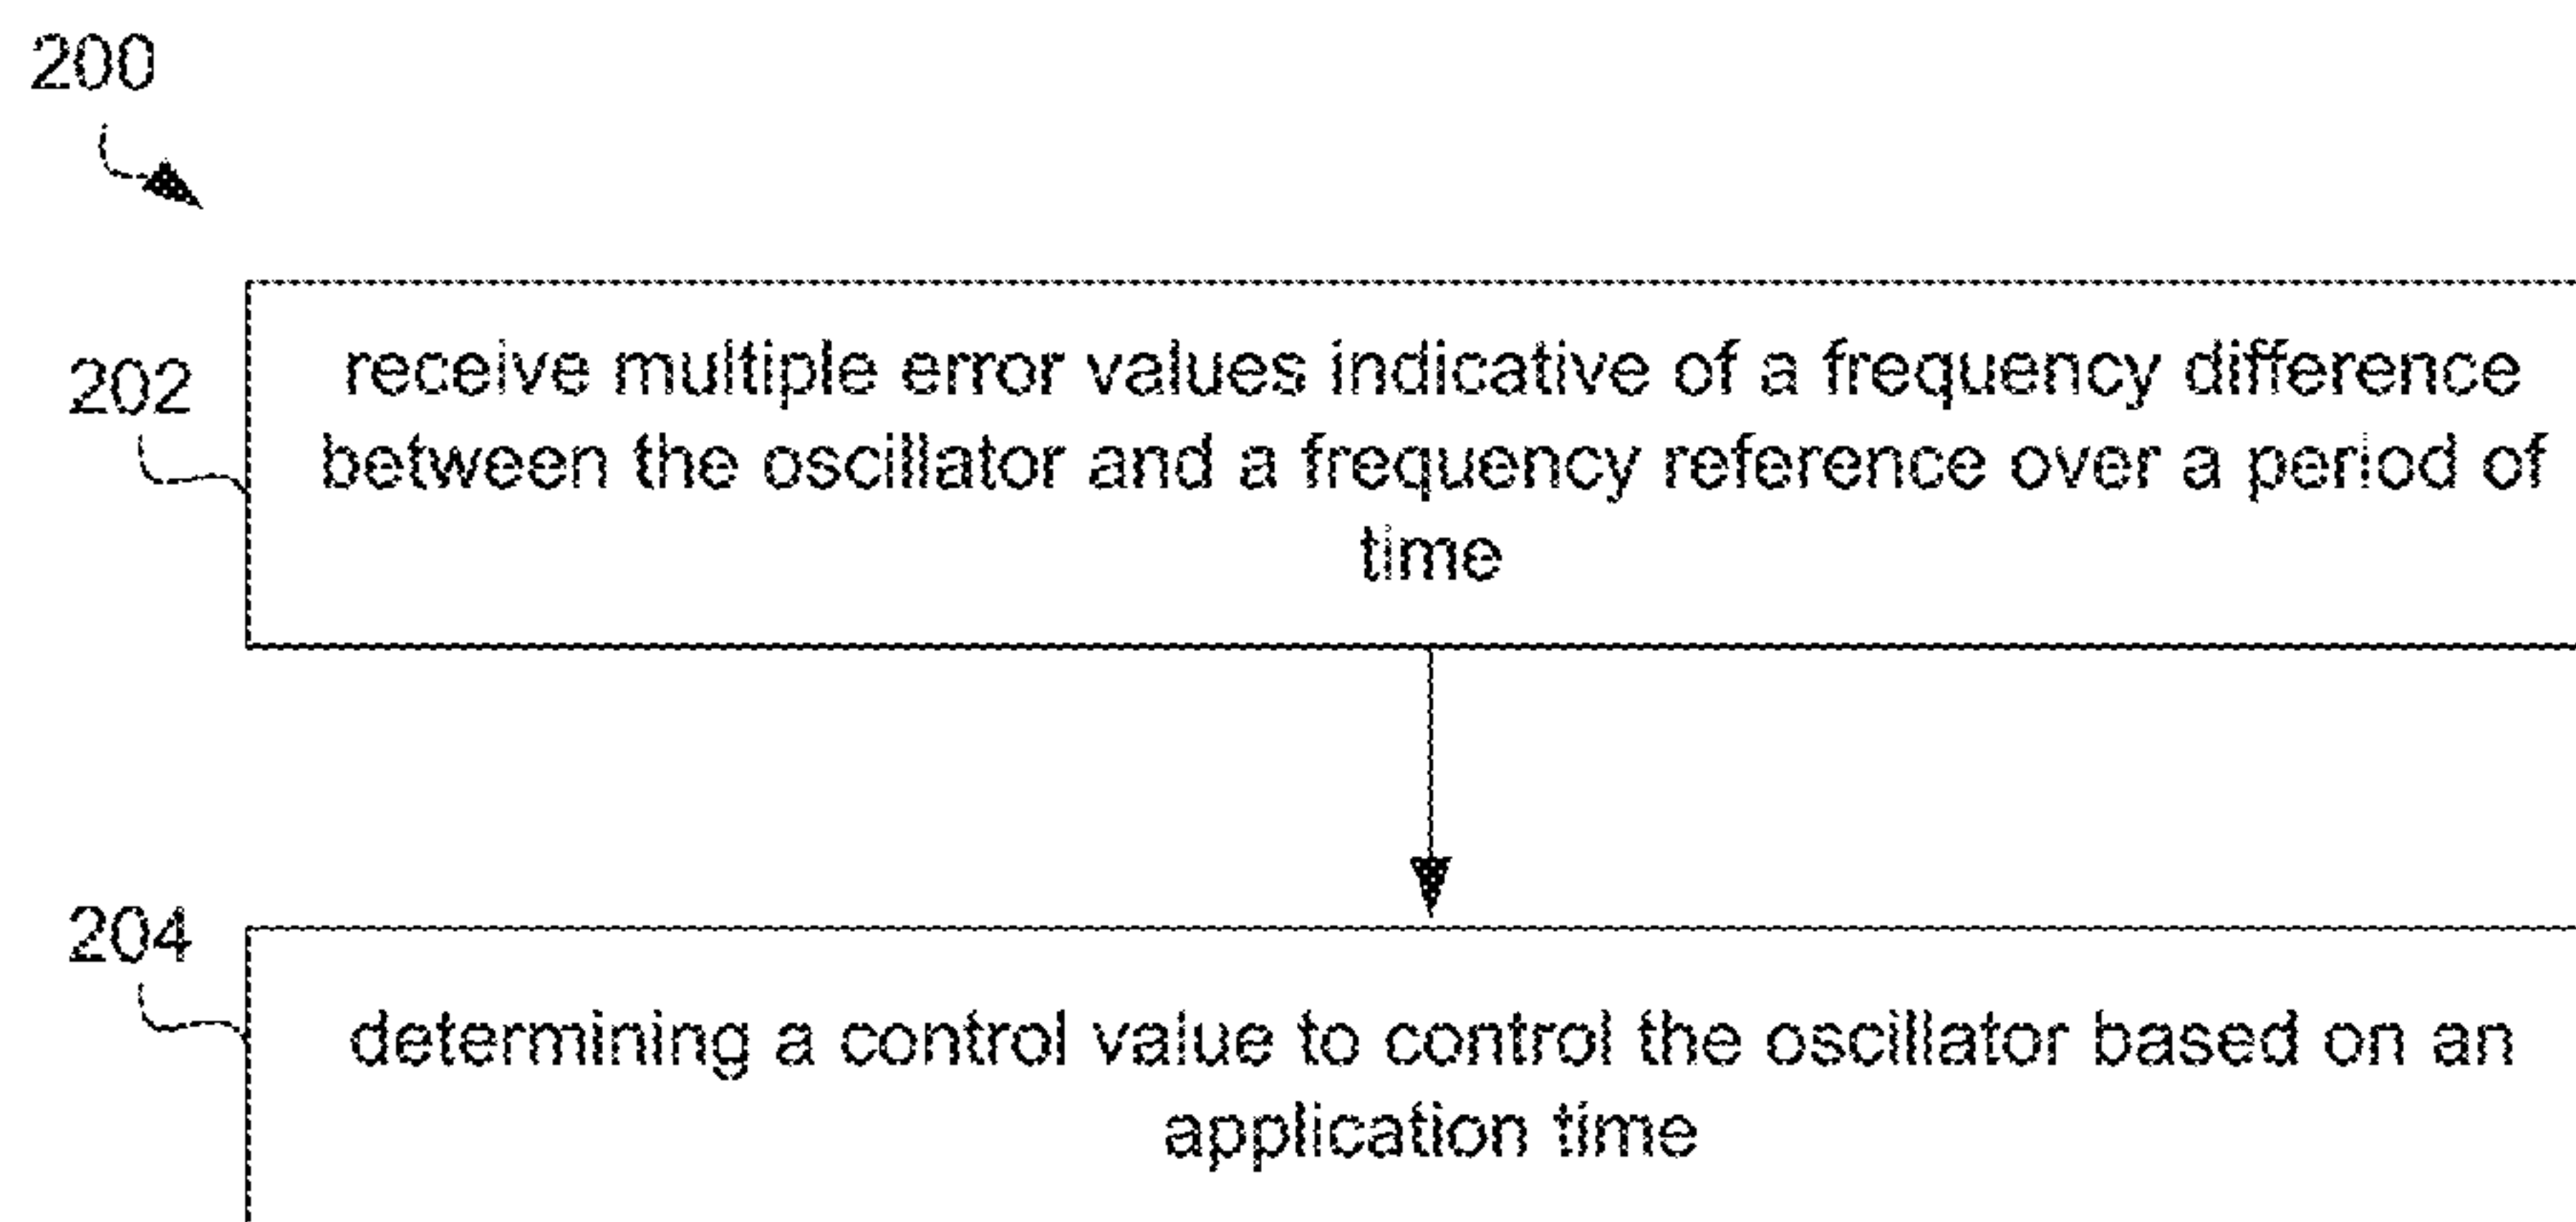 200
202
receive multiple error values indicative of a frequency difference
between the oscillator and a frequency reference over a period of
time
204
determining a control value to control the oscillator based on an
application time